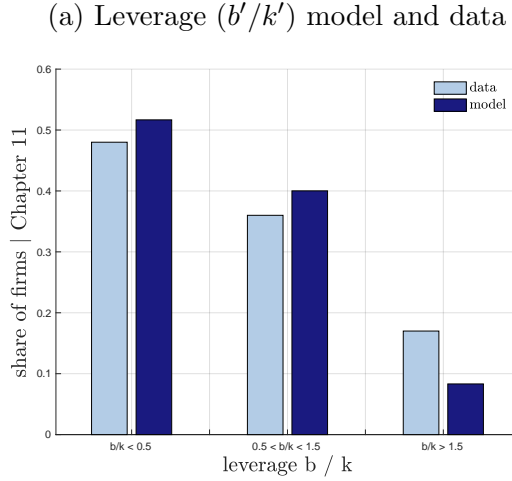 (a) Leverage (b′/k′) model and data
0.6
0.5
0.4
0.3
0.2
0.1
0
share of firms | Chapter 11
data
model
b/k < 0.5
0.5 < b/k < 1.5
b/k > 1.5
leverage b / k